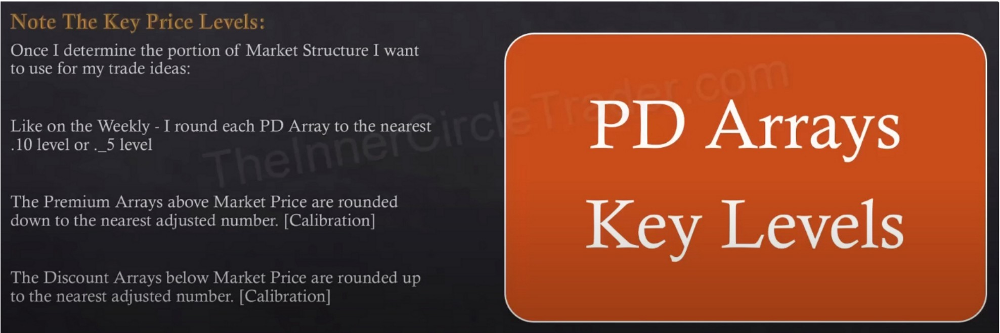 Note The Key Price Levels:
Once I determine the portion of Market Structure I want
to use for my trade ideas:
Like on the Weekly - I round each PD Array to the nearest
.10 level or ._5 level
The Premium Arrays above Market Price are rounded
down to the nearest adjusted number. [Calibration]
The Discount Arrays below Market Price are rounded up
to the nearest adjusted number. [Calibration]
PD Arrays
Key Levels
TheInnerCircleTrader.com